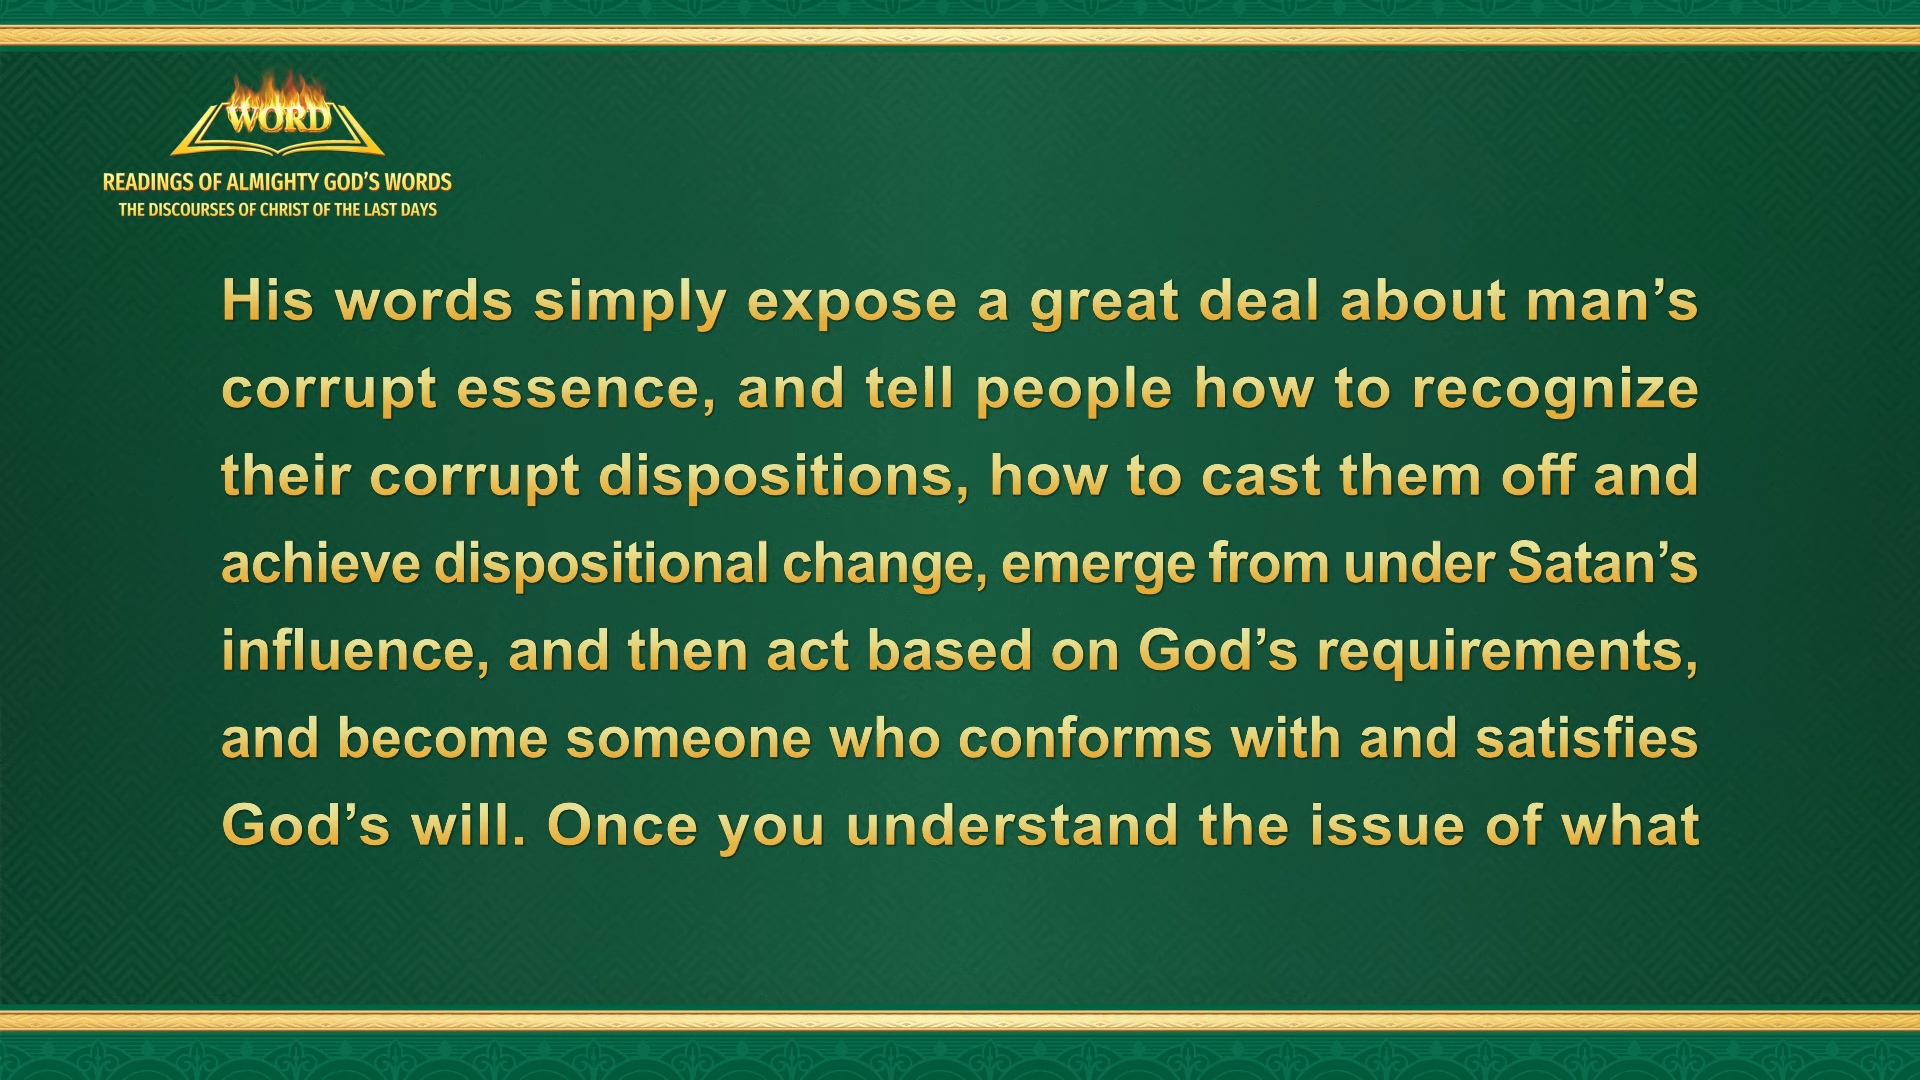 WORD
READINGS OF ALMIGHTY GOD’S WORDS
THE DISCOURSES OF CHRIST OF THE LAST DAYS
His words simply expose a great deal about man’s
corrupt essence, and tell people how to recognize
their corrupt dispositions, how to cast them off and
achieve dispositional change, emerge from under Satan’s
influence, and then act based on God’s requirements,
and become someone who conforms with and satisfies
God’s will. Once you understand the issue of what